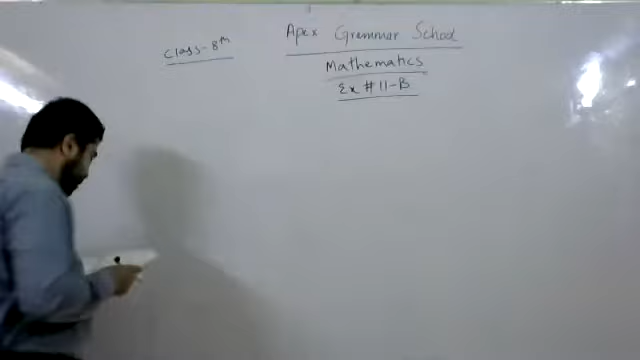 Class-8th
Apex Grammar School
Mathematics
Ex # 11-B